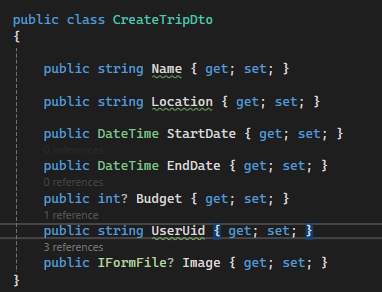 public class CreateTripDto
{
public string Name { get; set; }
public string Location { get; set; }
public DateTime StartDate { get; set; }
0 references
public DateTime EndDate { get; set; }
0 references
public int? Budget { get; set; }
1 reference
public string UserUid { get; set; }
3 references
public IFormFile? Image { get; set; }
}